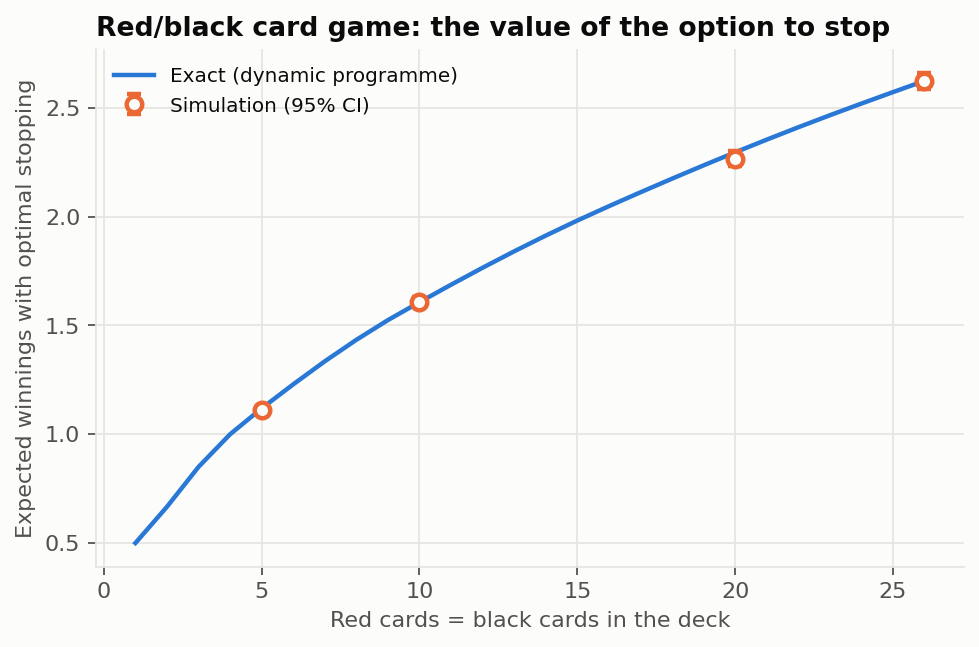 Red/black card game: the value of the option to stop
Exact (dynamic programme)
Simulation (95% CI)
Expected winnings with optimal stopping
2.5
2.0
1.5
1.0
0.5
0
5
10
15
20
25
Red cards = black cards in the deck